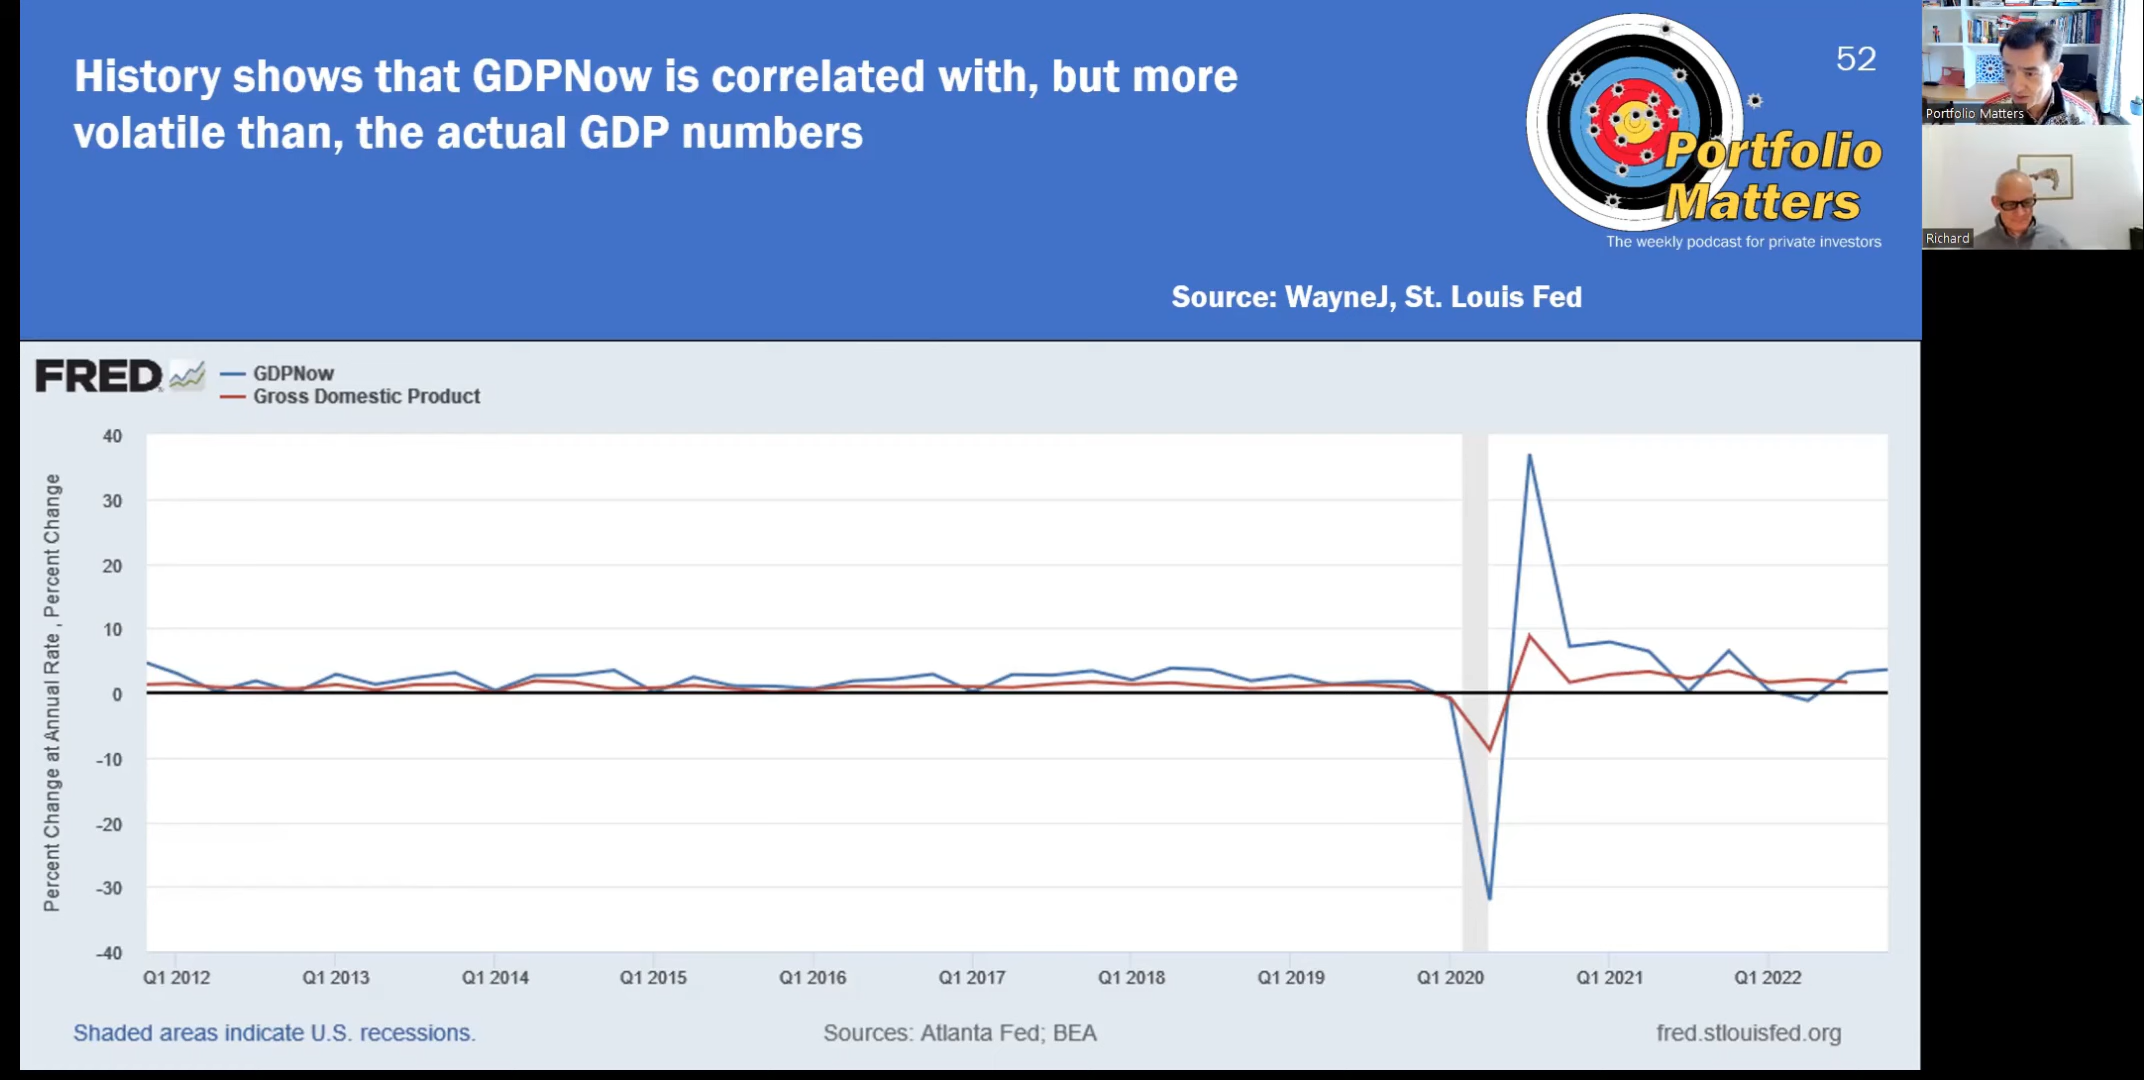 History shows that GDPNow is correlated with, but more
volatile than, the actual GDP numbers
52
Portfolio
Matters
The weekly podcast for private investors
Source: WayneJ, St. Louis Fed
Portfolio Matters
Richard
FRED
GDPNow
Gross Domestic Product
Percent Change at Annual Rate , Percent Change
40
30
20
10
0
-10
-20
-30
-40
Q1 2012 Q1 2013 Q1 2014 Q1 2015 Q1 2016 Q1 2017 Q1 2018 Q1 2019 Q1 2020 Q1 2021 Q1 2022
Shaded areas indicate U.S. recessions. Sources: Atlanta Fed; BEA fred.stlouisfed.org